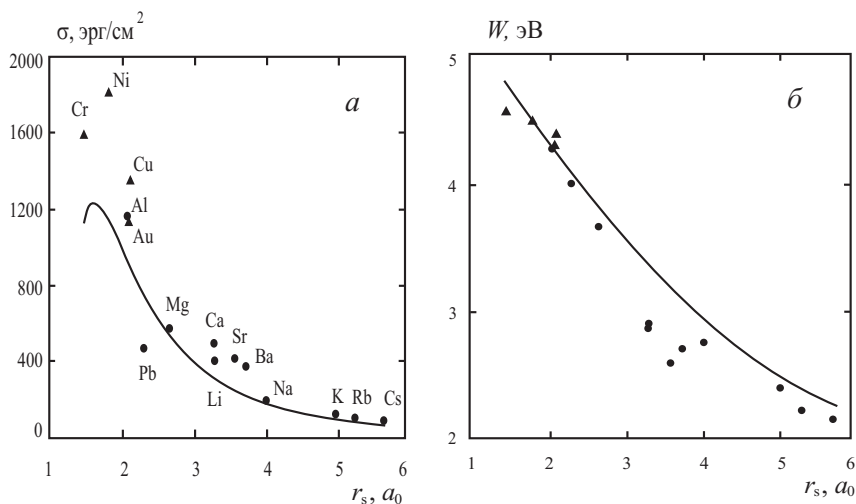 σ, эрг/см²
2000
1600
1200
800
400
0
Cr
Ni
Cu
Al
Au
Mg
Pb
Ca
Sr
Li
Ba
Na
K
Rb
Cs
а
1
2
3
4
5
6
rₛ, a₀
W, эВ
5
4
3
2
б
1
2
3
4
5
6
rₛ, a₀